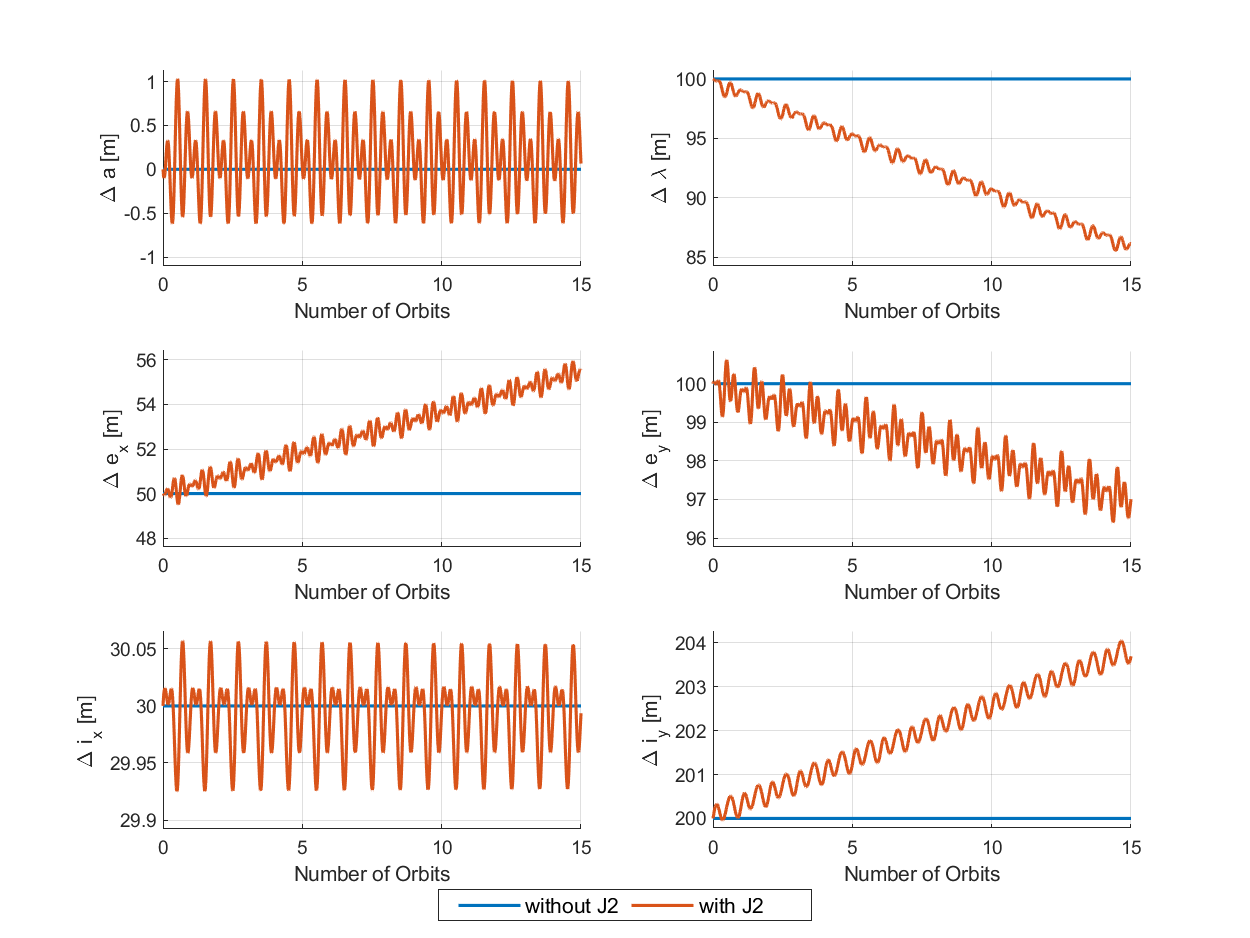 Δ a [m]
1
0.5
0
-0.5
-1
0 5 10 15
Number of Orbits
Δ λ [m]
100
95
90
85
0 5 10 15
Number of Orbits
Δ e_x [m]
56
54
52
50
48
0 5 10 15
Number of Orbits
Δ e_y [m]
100
99
98
97
96
0 5 10 15
Number of Orbits
Δ i_x [m]
30.05
30
29.95
29.9
0 5 10 15
Number of Orbits
Δ i_y [m]
204
203
202
201
200
0 5 10 15
Number of Orbits
without J2 with J2